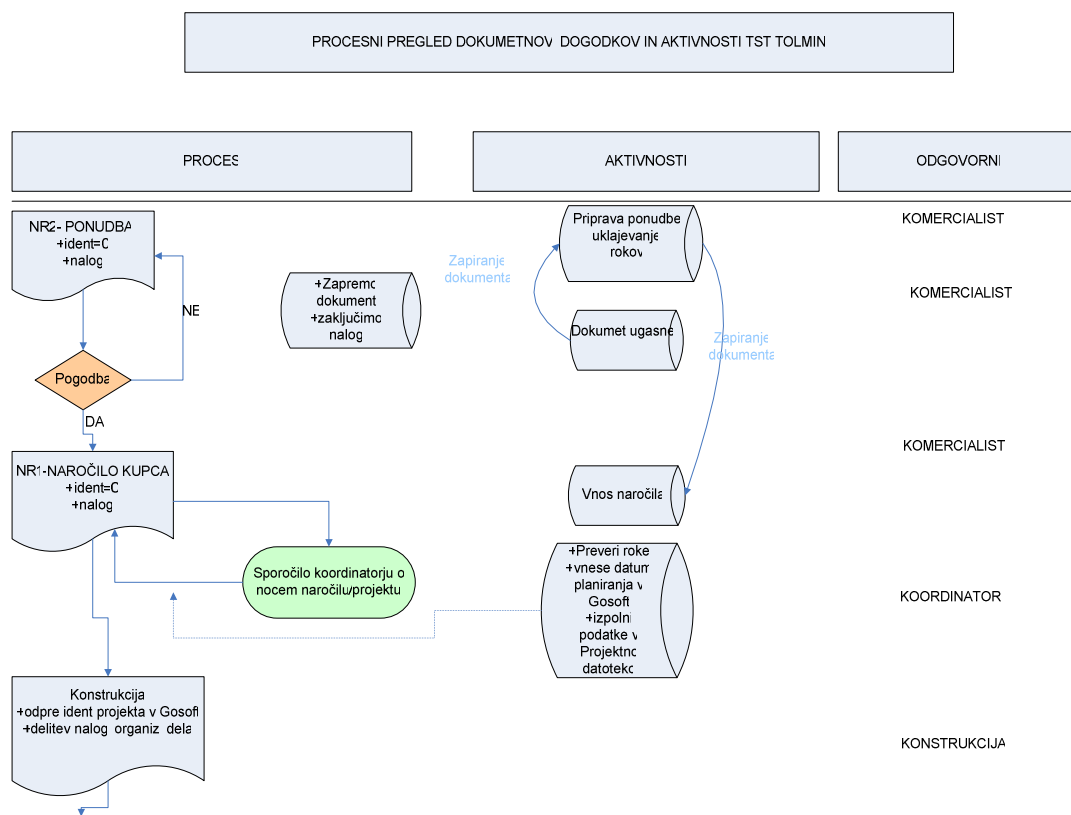 PROCESNI PREGLED DOKUMETNOV DOGODKOV IN AKTIVNOSTI TST TOLMIN
PROCES
AKTIVNOSTI
ODGOVORNI
NR2- PONUDBA
+ident=0
+nalog
Priprava ponudbe
uklajevanje
rokov
KOMERCIALIST
Zapiranje
dokumenta
+Zapremo
dokument
+zaključimo
nalog
KOMERCIALIST
NE
Dokumet ugasne
Zapiranje
dokumenta
Pogodba
DA
KOMERCIALIST
NR1-NAROČILO KUPCA
+ident=0
+nalog
Vnos naročila
Sporočilo koordinatorju o
nocem naročilu/projektu
+Preveri roke
+vnese datum
planiranja v
Gosoft
+izpolni
podatke v
Projektno
datoteko
KOORDINATOR
Konstrukcija
+odpre ident projekta v Gosoft
+delitev nalog organiz dela
KONSTRUKCIJA